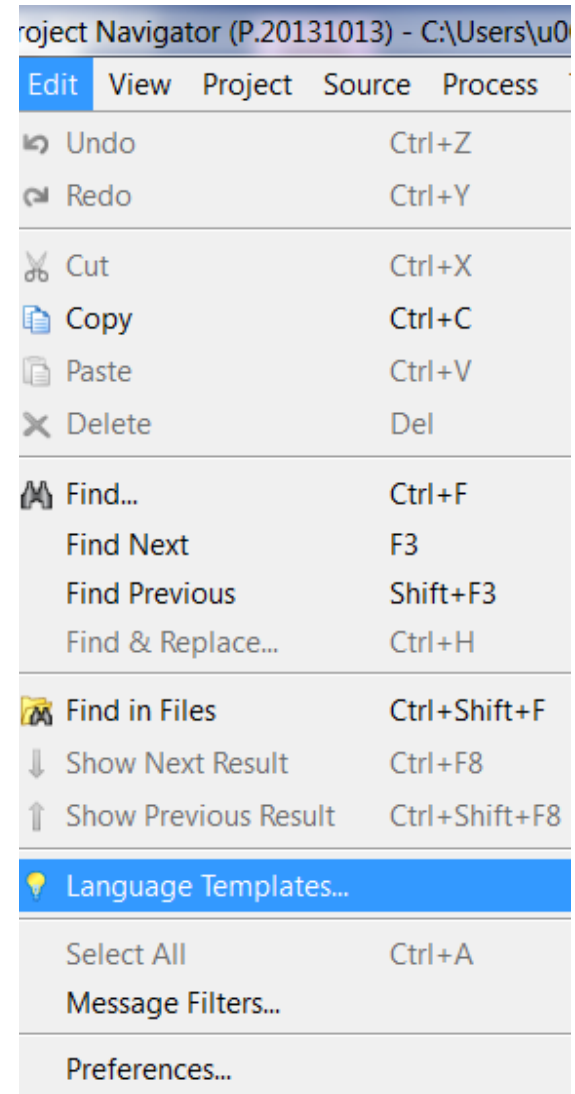 roject Navigator (P.20131013) - C:\Users\u0
Edit View Project Source Process
Undo Ctrl+Z
Redo Ctrl+Y
Cut Ctrl+X
Copy Ctrl+C
Paste Ctrl+V
Delete Del
Find... Ctrl+F
Find Next F3
Find Previous Shift+F3
Find & Replace... Ctrl+H
Find in Files Ctrl+Shift+F
Show Next Result Ctrl+F8
Show Previous Result Ctrl+Shift+F8
Language Templates...
Select All Ctrl+A
Message Filters...
Preferences...